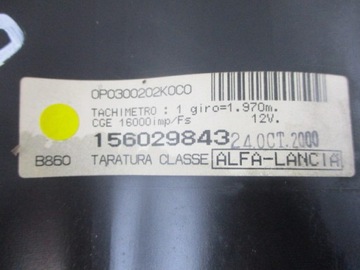 0P0300202K0C0
TACHIMETRO : 1 giro=1.970m.
CGE 16000imp/Fs 12V.
156029843 24.OCT.2000
B860 TARATURA CLASSE ALFA-LANCIA